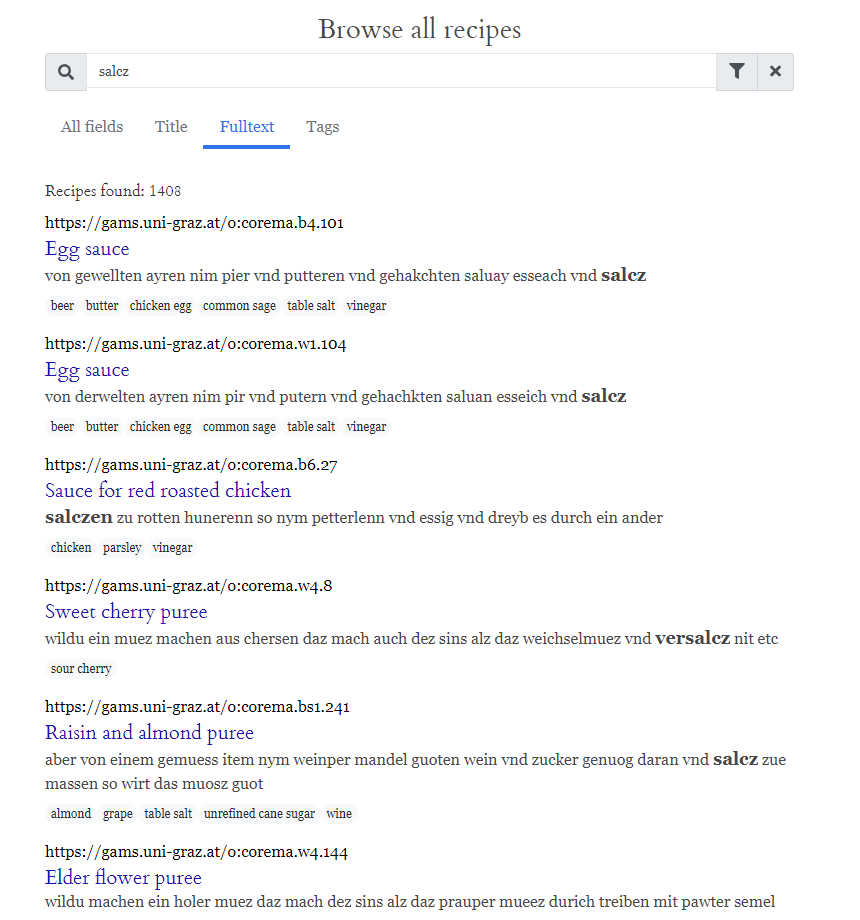 Browse all recipes
salcz
All fields Title Fulltext Tags
Recipes found: 1408
https://gams.uni-graz.at/o:corema.b4.101
Egg sauce
von gewellten ayren nim pier vnd putteren vnd gehakchten saluay esseach vnd salcz
beer butter chicken egg common sage table salt vinegar
https://gams.uni-graz.at/o:corema.w1.104
Egg sauce
von derwelten ayren nim pir vnd putern vnd gehachkten saluan esseich vnd salcz
beer butter chicken egg common sage table salt vinegar
https://gams.uni-graz.at/o:corema.b6.27
Sauce for red roasted chicken
salczen zu rotten hunerenn so nym petterlenn vnd essig vnd dreyb es durch ein ander
chicken parsley vinegar
https://gams.uni-graz.at/o:corema.w4.8
Sweet cherry puree
wildu ein muez machen aus chersen daz mach auch dez sins alz daz weichselmuez vnd versalcz nit etc
sour cherry
https://gams.uni-graz.at/o:corema.bs1.241
Raisin and almond puree
aber von einem gemuess item nym weinper mandel guoten wein vnd zucker genuog daran vnd salcz zue
massen so wirt das muosz guot
almond grape table salt unrefined cane sugar wine
https://gams.uni-graz.at/o:corema.w4.144
Elder flower puree
wildu machen ein holer muez daz mach dez sins alz daz prauper mueez durich treiben mit pawter semel